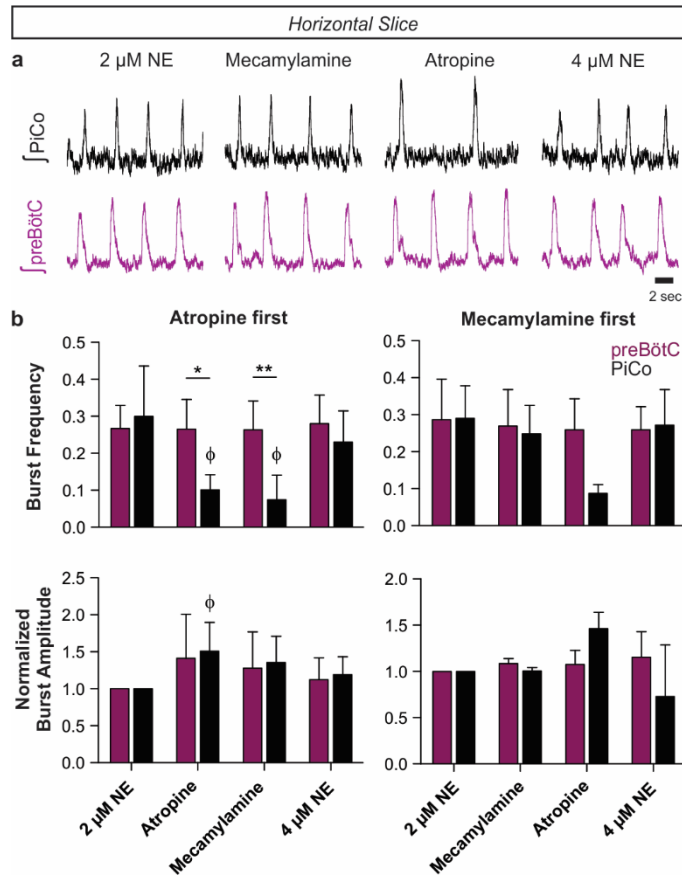 Horizontal Slice
a
2 µM NE Mecamylamine Atropine 4 µM NE
∫PiCo
∫preBötC
2 sec
b
Atropine first Mecamylamine first
preBötC
PiCo
Burst Frequency
0.5
0.4
0.3
0.2
0.1
0.0
* **
ϕ ϕ
0.5
0.4
0.3
0.2
0.1
0.0
Normalized
Burst Amplitude
2.5
2.0
1.5
1.0
0.5
0.0
ϕ
2.0
1.5
1.0
0.5
0.0
2 µM NE
Atropine
Mecamylamine
4 µM NE
2 µM NE
Mecamylamine
Atropine
4 µM NE